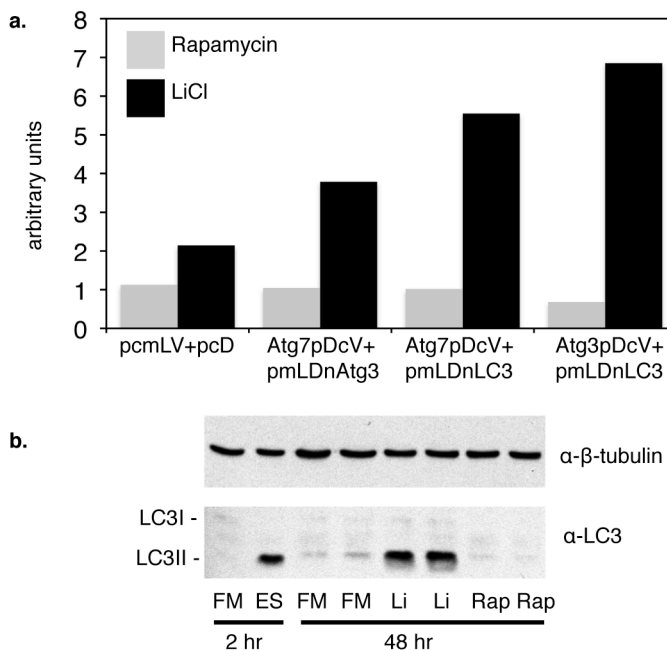 a.
8
7
6
5
4
3
2
1
0
arbitrary units
Rapamycin
LiCl
pcmLV+pcD
Atg7pDcV+
pmLDnAtg3
Atg7pDcV+
pmLDnLC3
Atg3pDcV+
pmLDnLC3
b.
α-β-tubulin
LC3I -
LC3II -
α-LC3
FM ES FM FM Li Li Rap Rap
2 hr 48 hr